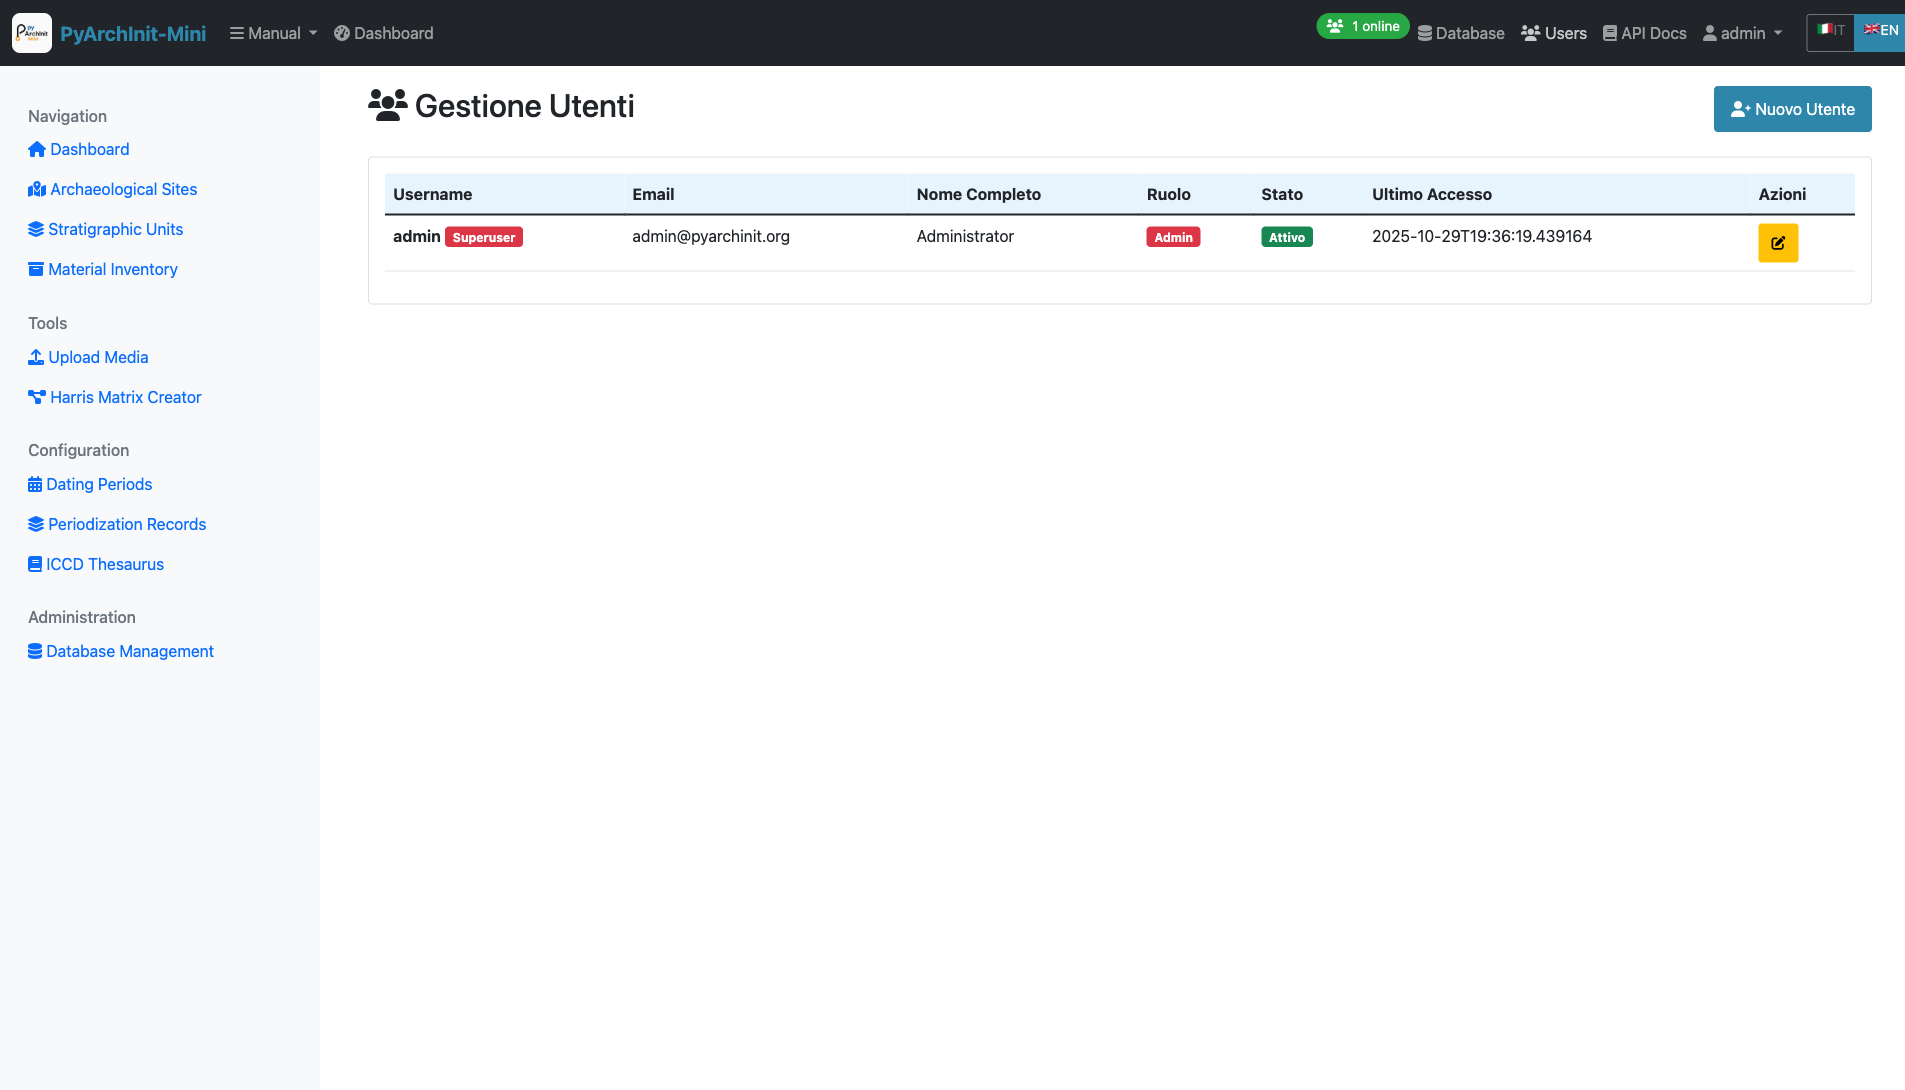 PyArchInit-Mini
Manual
Dashboard
1 online
Database
Users
API Docs
admin
IT
EN
Navigation
Dashboard
Archaeological Sites
Stratigraphic Units
Material Inventory
Tools
Upload Media
Harris Matrix Creator
Configuration
Dating Periods
Periodization Records
ICCD Thesaurus
Administration
Database Management
Gestione Utenti
Nuovo Utente
Username Email Nome Completo Ruolo Stato Ultimo Accesso Azioni
admin Superuser admin@pyarchinit.org Administrator Admin Attivo 2025-10-29T19:36:19.439164